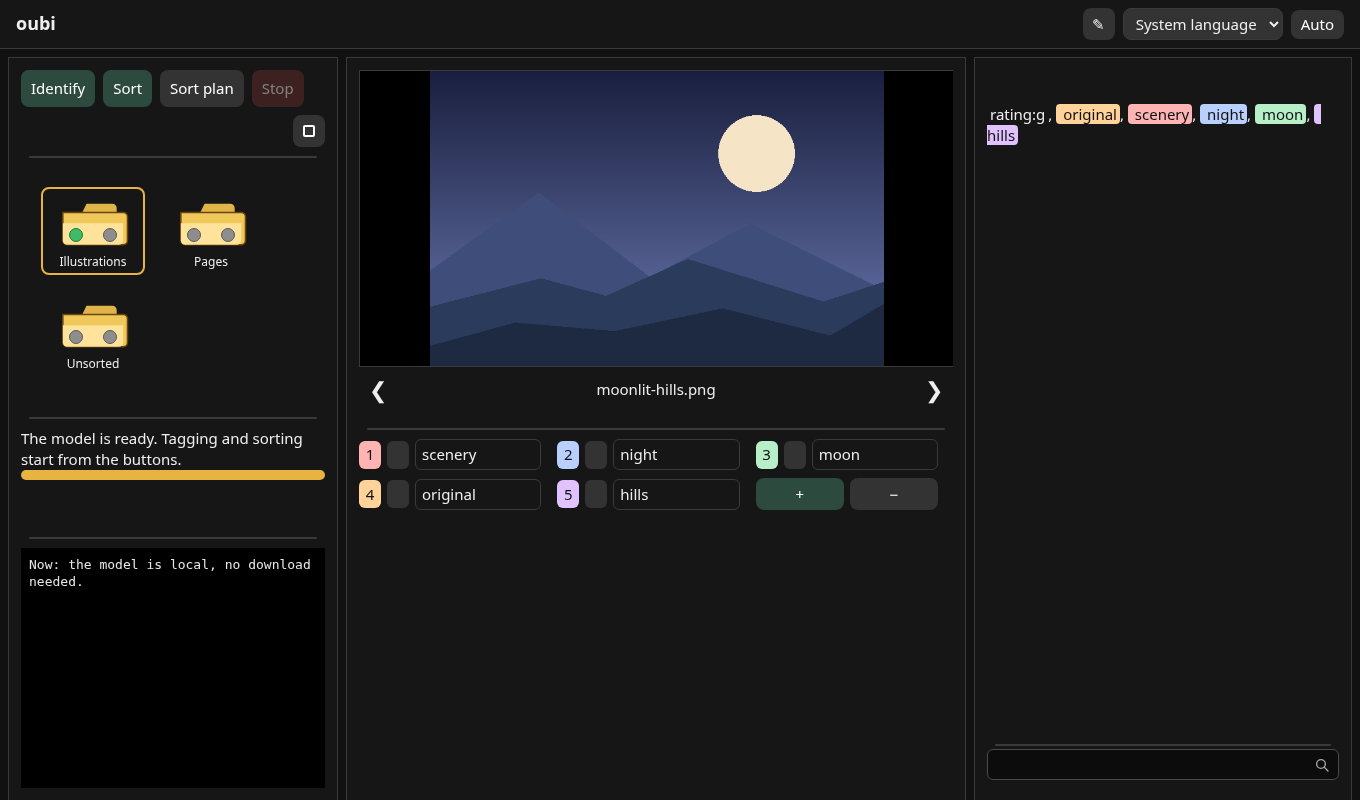 oubi
✎
System language
Auto
Identify
Sort
Sort plan
Stop
Illustrations
Pages
Unsorted
The model is ready. Tagging and sorting
start from the buttons.
Now: the model is local, no download
needed.
❮
moonlit-hills.png
❯
1 scenery
2 night
3 moon
4 original
5 hills
+
−
rating:g , original, scenery, night, moon,
hills